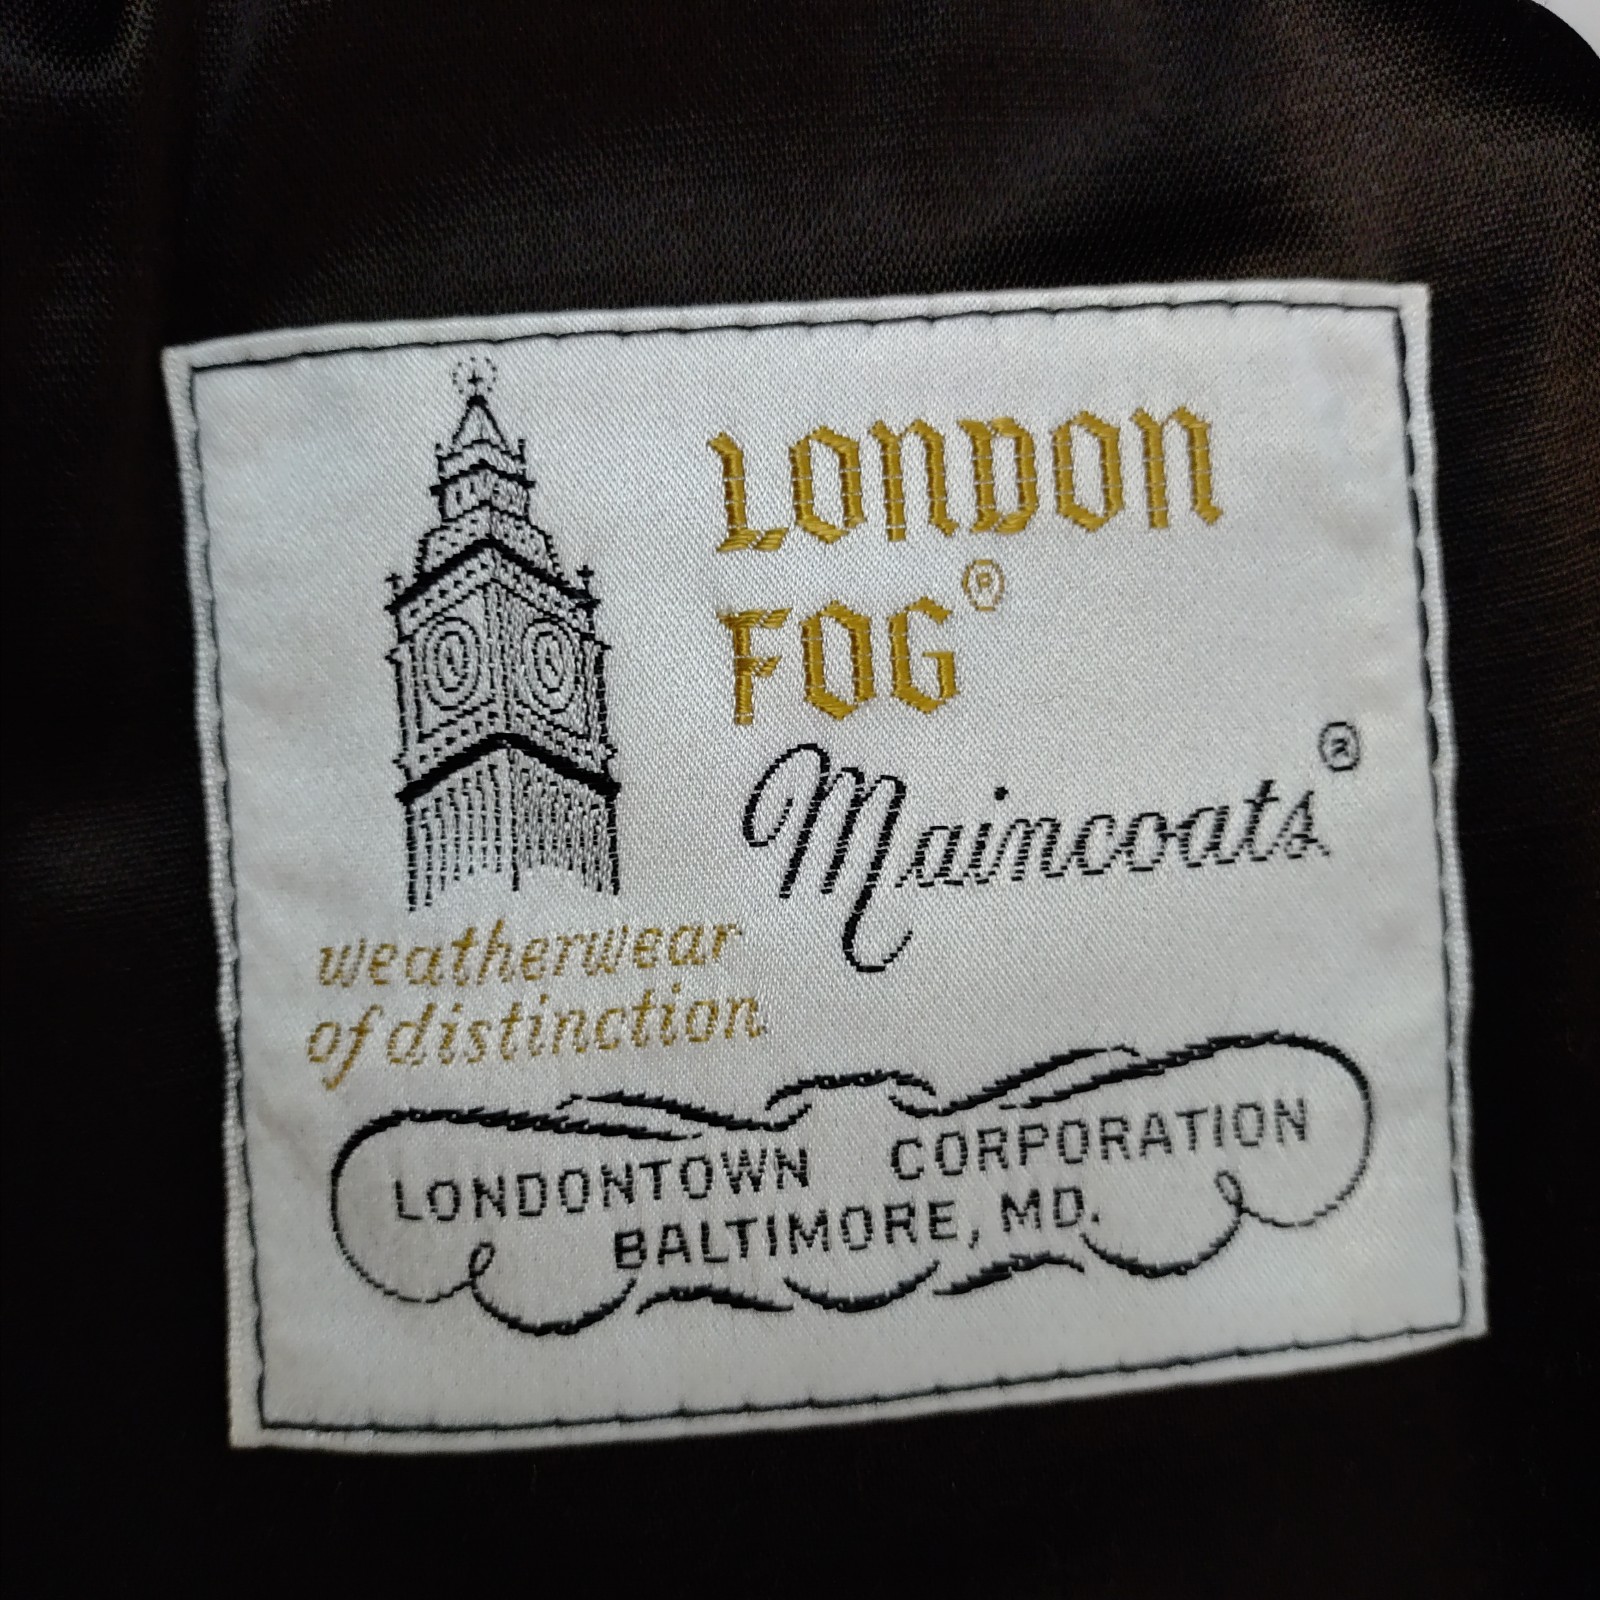 LONDON
FOG®
Maincoats®
weatherwear
of distinction
LONDONTOWN CORPORATION
BALTIMORE, MD.